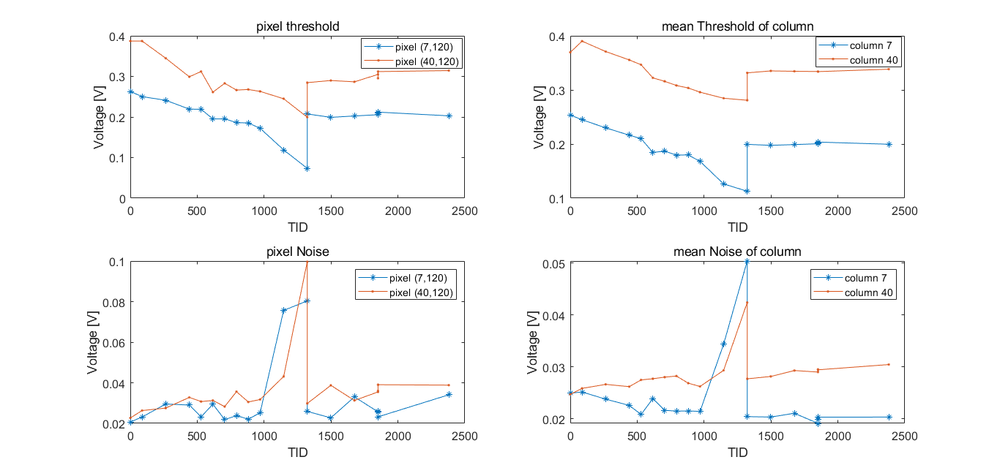 pixel threshold
0.4
0.3
0.2
0.1
0
Voltage [V]
pixel (7,120)
pixel (40,120)
0 500 1000 1500 2000 2500
TID
mean Threshold of column
0.4
0.3
0.2
0.1
Voltage [V]
column 7
column 40
0 500 1000 1500 2000 2500
TID
pixel Noise
0.1
0.08
0.06
0.04
0.02
Voltage [V]
pixel (7,120)
pixel (40,120)
0 500 1000 1500 2000 2500
TID
mean Noise of column
0.05
0.04
0.03
0.02
Voltage [V]
column 7
column 40
0 500 1000 1500 2000 2500
TID